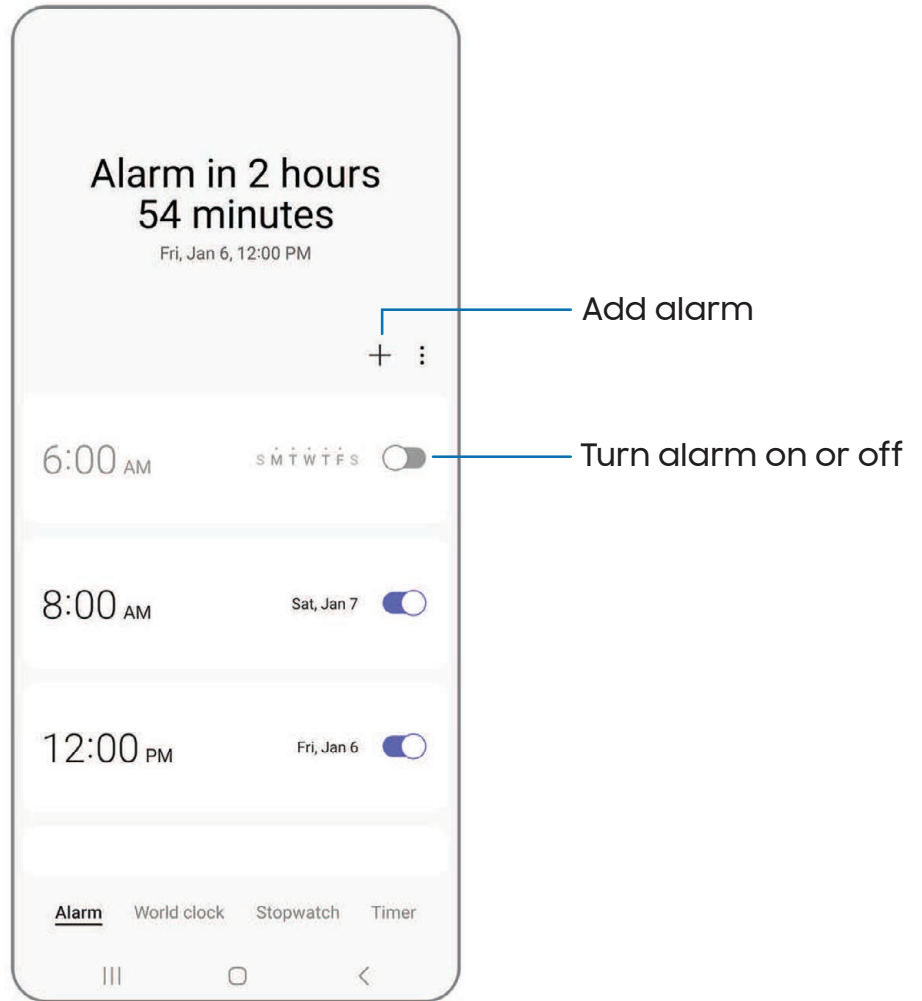 Alarm in 2 hours
54 minutes
Fri, Jan 6, 12:00 PM
Add alarm
6:00 AM S M T W T F S
Turn alarm on or off
8:00 AM Sat, Jan 7
12:00 PM Fri, Jan 6
Alarm World clock Stopwatch Timer